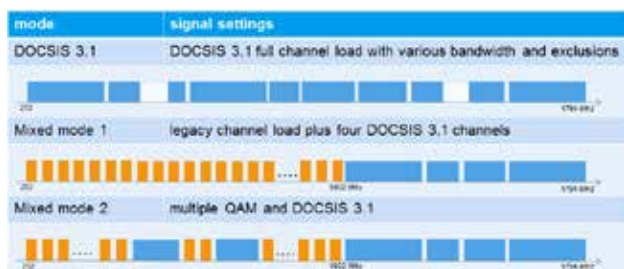 mode signal settings
DOCSIS 3.1 DOCSIS 3.1 full channel load with various bandwidth and exclusions
Mixed mode 1 legacy channel load plus four DOCSIS 3.1 channels
Mixed mode 2 multiple QAM and DOCSIS 3.1